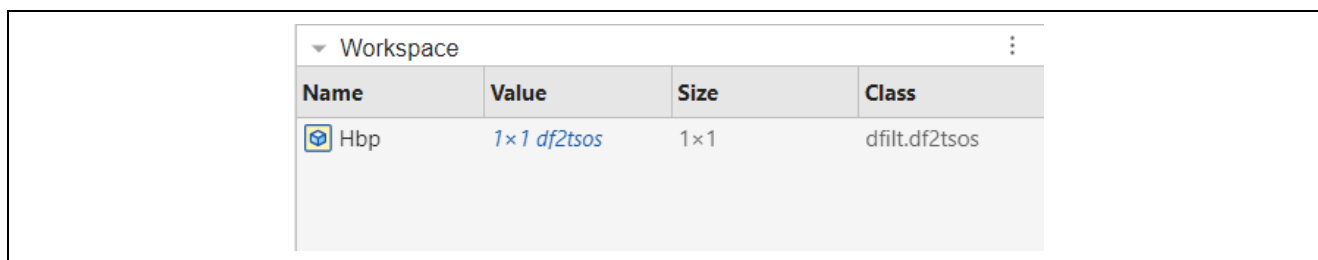 Workspace
Name Value Size Class
Hbp 1×1 df2tsos 1×1 dfilt.df2tsos